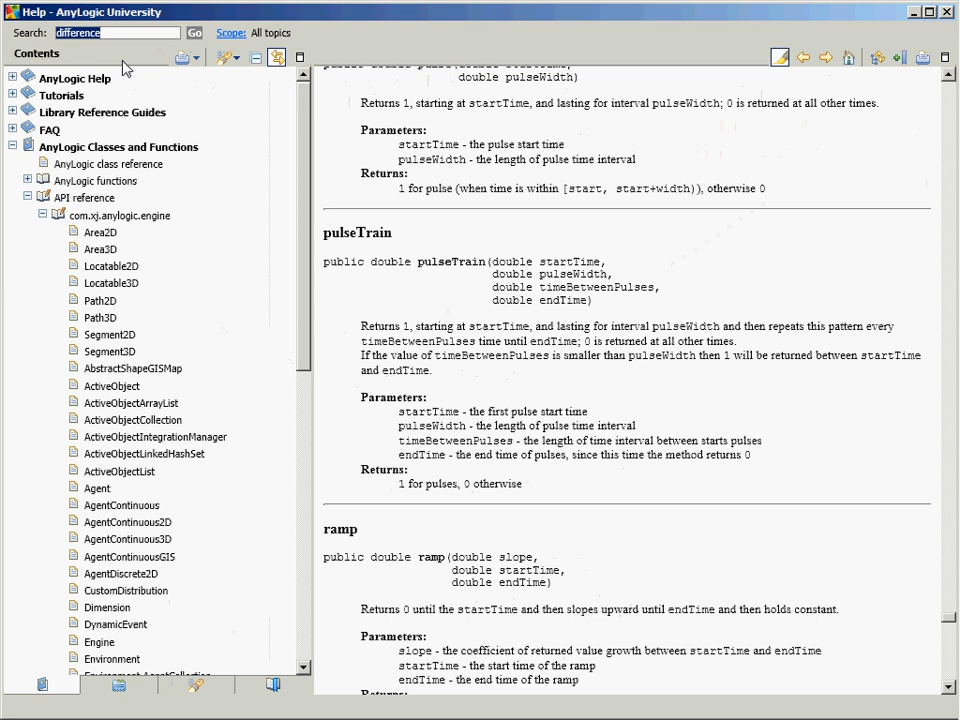 Help - AnyLogic University
Search: difference Go Scope: All topics
Contents
AnyLogic Help
Tutorials
Library Reference Guides
FAQ
AnyLogic Classes and Functions
AnyLogic class reference
AnyLogic functions
API reference
com.xj.anylogic.engine
Area2D
Area3D
Locatable2D
Locatable3D
Path2D
Path3D
Segment2D
Segment3D
AbstractShapeGISMap
ActiveObject
ActiveObjectArrayList
ActiveObjectCollection
ActiveObjectIntegrationManager
ActiveObjectLinkedHashSet
ActiveObjectList
Agent
AgentContinuous
AgentContinuous2D
AgentContinuous3D
AgentContinuousGIS
AgentDiscrete2D
CustomDistribution
Dimension
DynamicEvent
Engine
Environment
double pulseWidth)
Returns 1, starting at startTime, and lasting for interval pulseWidth; 0 is returned at all other times.
Parameters:
startTime - the pulse start time
pulseWidth - the length of pulse time interval
Returns:
1 for pulse (when time is within [start, start+width)), otherwise 0
pulseTrain
public double pulseTrain(double startTime,
double pulseWidth,
double timeBetweenPulses,
double endTime)
Returns 1, starting at startTime, and lasting for interval pulseWidth and then repeats this pattern every
timeBetweenPulses time until endTime; 0 is returned at all other times.
If the value of timeBetweenPulses is smaller than pulseWidth then 1 will be returned between startTime
and endTime.
Parameters:
startTime - the first pulse start time
pulseWidth - the length of pulse time interval
timeBetweenPulses - the length of time interval between starts pulses
endTime - the end time of pulses, since this time the method returns 0
Returns:
1 for pulses, 0 otherwise
ramp
public double ramp(double slope,
double startTime,
double endTime)
Returns 0 until the startTime and then slopes upward until endTime and then holds constant.
Parameters:
slope - the coefficient of returned value growth between startTime and endTime
startTime - the start time of the ramp
endTime - the end time of the ramp